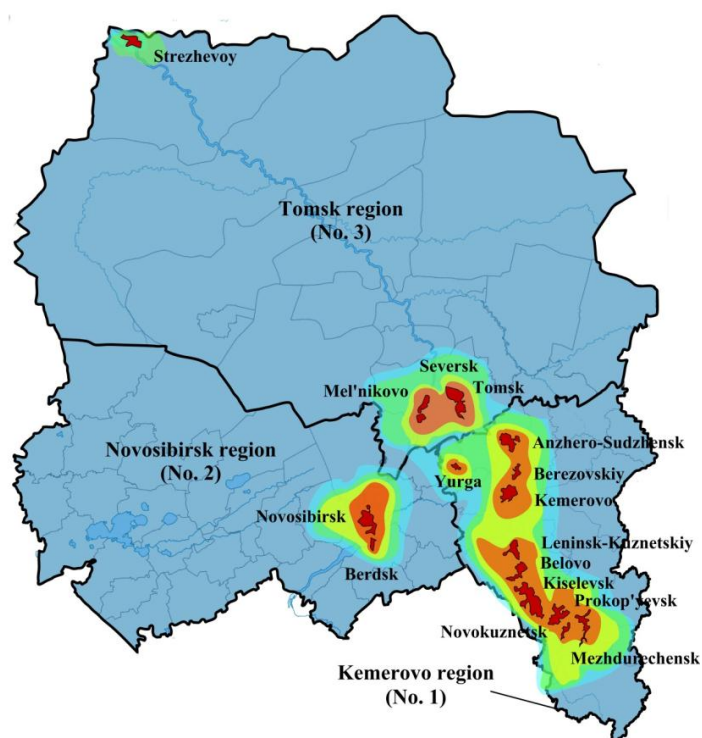 Strezhevoy
Tomsk region
(No. 3)
Seversk
Mel'nikovo
Tomsk
Anzhero-Sudzhensk
Novosibirsk region
(No. 2)
Yurga
Berezovskiy
Kemerovo
Novosibirsk
Leninsk-Kuznetskiy
Belovo
Berdsk
Kiselevsk
Prokop'yevsk
Novokuznetsk
Mezhdurechensk
Kemerovo region
(No. 1)